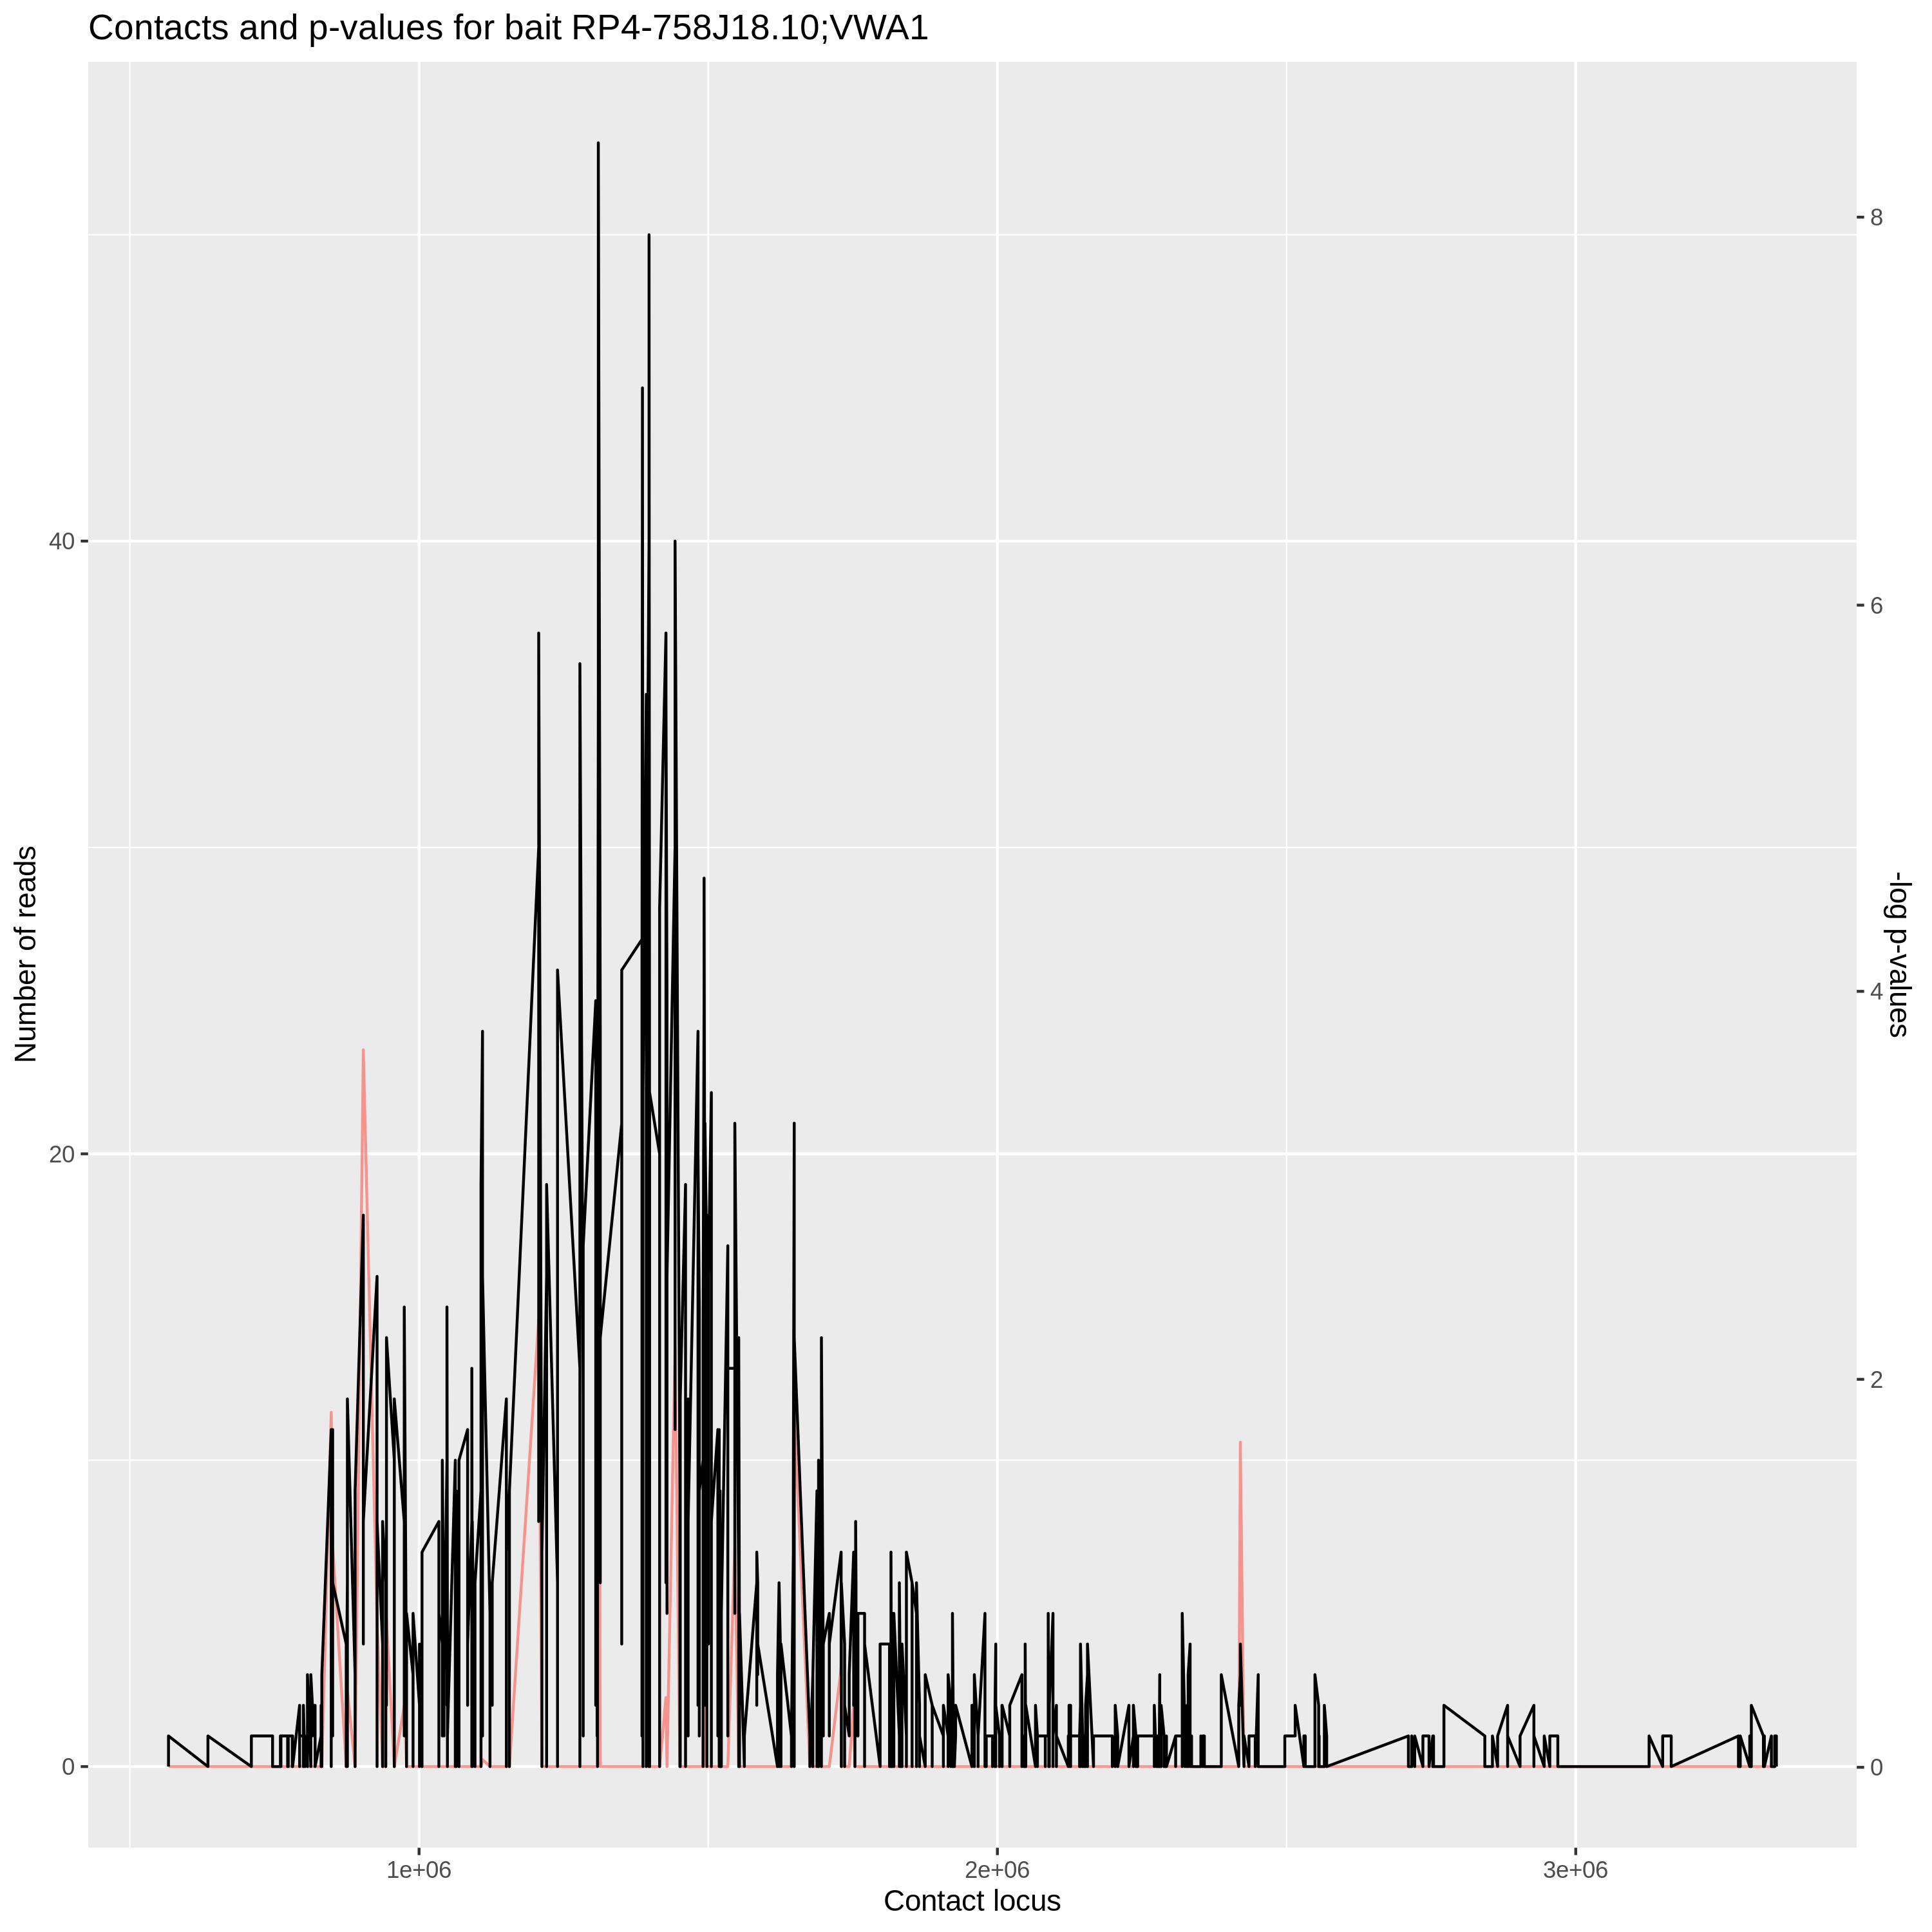 Contacts and p-values for bait RP4-758J18.10;VWA1
Number of reads
40
20
0
8
6
4
2
0
-log p-values
1e+06
2e+06
3e+06
Contact locus